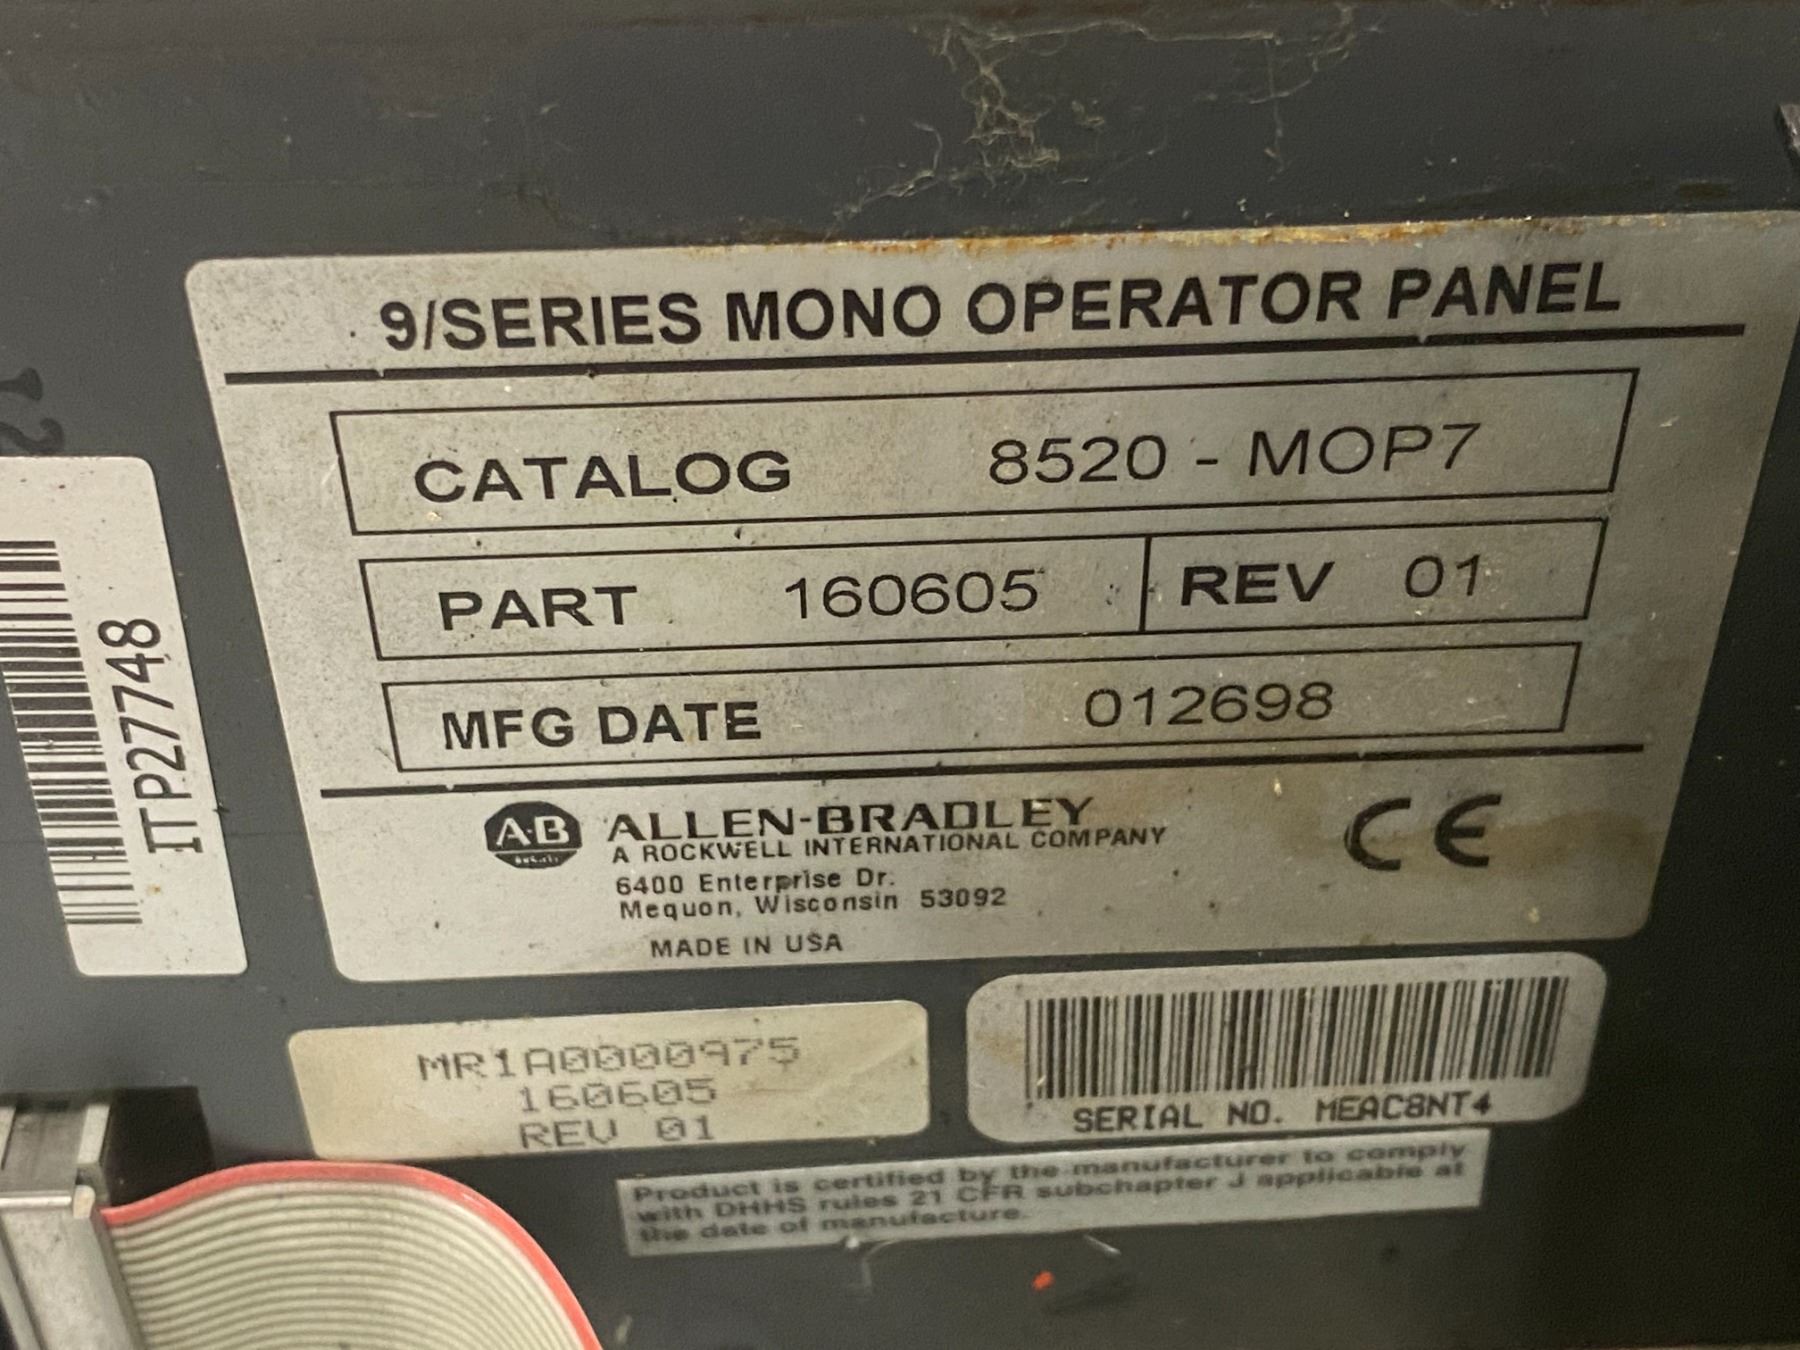 9/SERIES MONO OPERATOR PANEL
CATALOG 8520 - MOP7
PART 160605 REV 01
MFG DATE 012698
A-B ALLEN-BRADLEY
A ROCKWELL INTERNATIONAL COMPANY
6400 Enterprise Dr.
Mequon, Wisconsin 53092
MADE IN USA
CE
ITP27748
MR1A0000975
160605
REV 01
SERIAL NO. MEAC8NT4
Product is certified by the manufacturer to comply
with DHHS rules 21 CFR subchapter J applicable at
the date of manufacture.